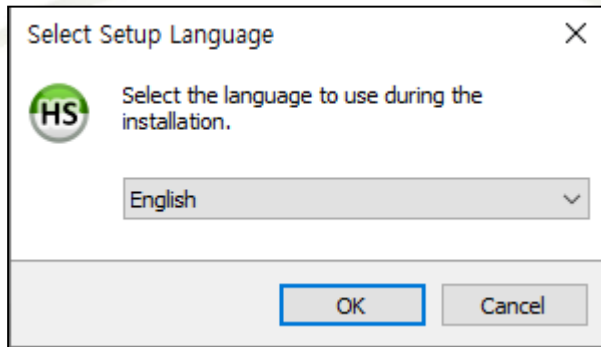 Select Setup Language
HS
Select the language to use during the
installation.
English
OK
Cancel